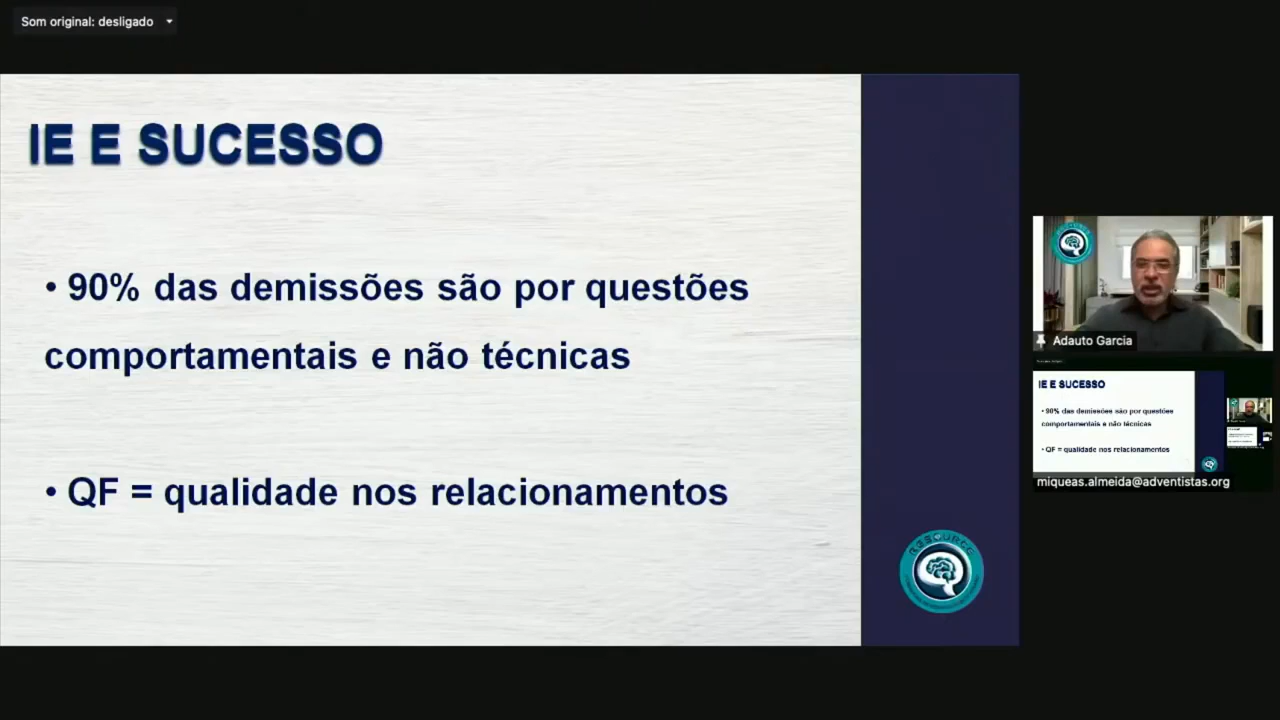 Som original: desligado
IE E SUCESSO
• 90% das demissões são por questões
comportamentais e não técnicas
• QF = qualidade nos relacionamentos
Adauto Garcia
IE E SUCESSO
• 90% das demissões são por questões
comportamentais e não técnicas
• QF = qualidade nos relacionamentos
miqueas.almeida@adventistas.org